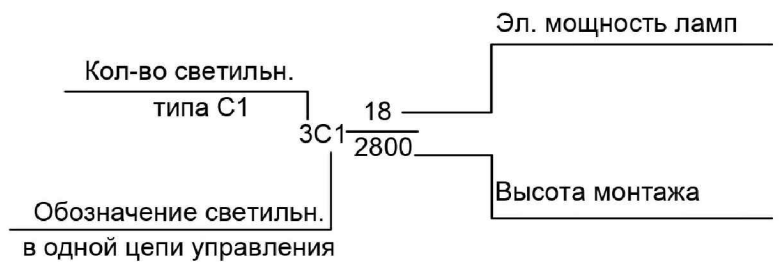 Эл. мощность ламп
Кол-во светильн.
типа С1
3С1 18
2800
Высота монтажа
Обозначение светильн.
в одной цепи управления